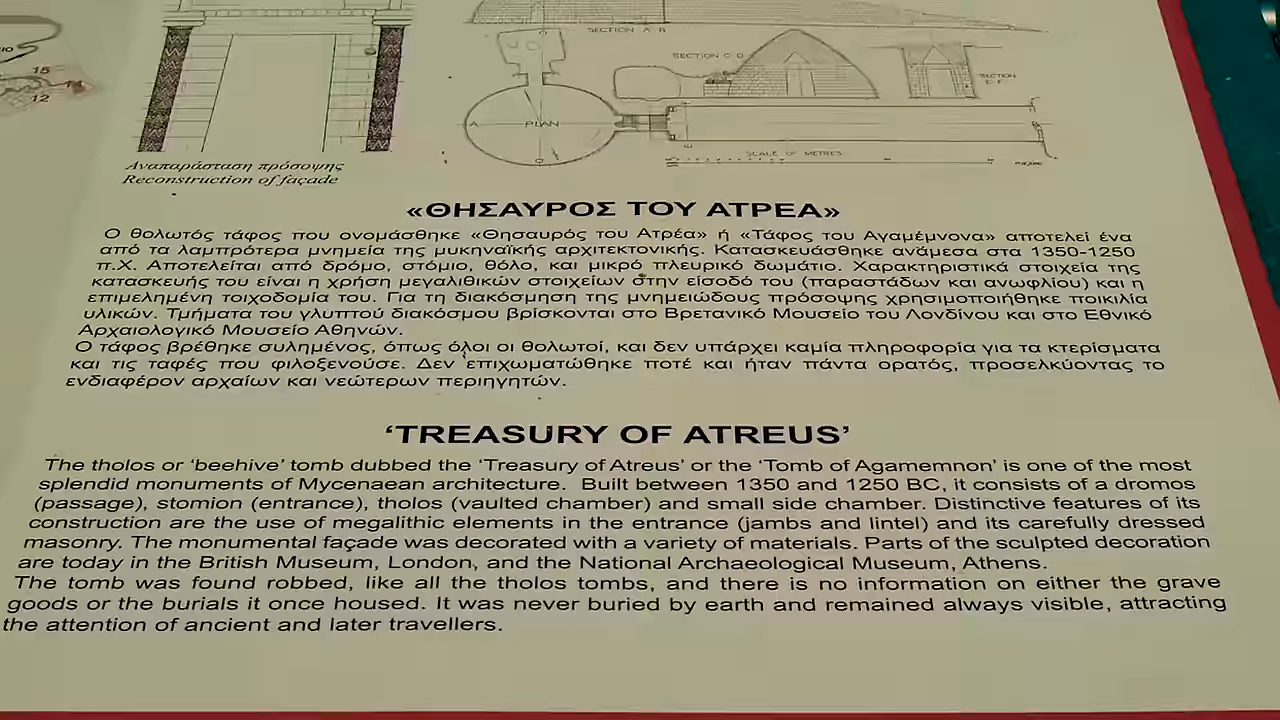 SECTION A B
SECTION C D
SECTION E F
15
12
A PLAN
SCALE OF METRES
Αναπαράσταση πρόσοψης
Reconstruction of façade
«ΘΗΣΑΥΡΟΣ ΤΟΥ ΑΤΡΕΑ»
Ο θολωτός τάφος που ονομάσθηκε «Θησαυρός του Ατρέα» ή «Τάφος του Αγαμέμνονα» αποτελεί ένα
από τα λαμπρότερα μνημεία της μυκηναϊκής αρχιτεκτονικής. Κατασκευάσθηκε ανάμεσα στα 1350-1250
π.Χ. Αποτελείται από δρόμο, στόμιο, θόλο, και μικρό πλευρικό δωμάτιο. Χαρακτηριστικά στοιχεία της
κατασκευής του είναι η χρήση μεγαλιθικών στοιχείων στην είσοδό του (παραστάδων και ανωφλίου) και η
επιμελημένη τοιχοδομία του. Για τη διακόσμηση της μνημειώδους πρόσοψης χρησιμοποιήθηκε ποικιλία
υλικών. Τμήματα του γλυπτού διακόσμου βρίσκονται στο Βρετανικό Μουσείο του Λονδίνου και στο Εθνικό
Αρχαιολογικό Μουσείο Αθηνών.
Ο τάφος βρέθηκε συλημένος, όπως όλοι οι θολωτοί, και δεν υπάρχει καμία πληροφορία για τα κτερίσματα
και τις ταφές που φιλοξενούσε. Δεν επιχωματώθηκε ποτέ και ήταν πάντα ορατός, προσελκύοντας το
ενδιαφέρον αρχαίων και νεώτερων περιηγητών.
‘TREASURY OF ATREUS’
The tholos or ‘beehive’ tomb dubbed the ‘Treasury of Atreus’ or the ‘Tomb of Agamemnon’ is one of the most
splendid monuments of Mycenaean architecture. Built between 1350 and 1250 BC, it consists of a dromos
(passage), stomion (entrance), tholos (vaulted chamber) and small side chamber. Distinctive features of its
construction are the use of megalithic elements in the entrance (jambs and lintel) and its carefully dressed
masonry. The monumental façade was decorated with a variety of materials. Parts of the sculpted decoration
are today in the British Museum, London, and the National Archaeological Museum, Athens.
The tomb was found robbed, like all the tholos tombs, and there is no information on either the grave
goods or the burials it once housed. It was never buried by earth and remained always visible, attracting
the attention of ancient and later travellers.